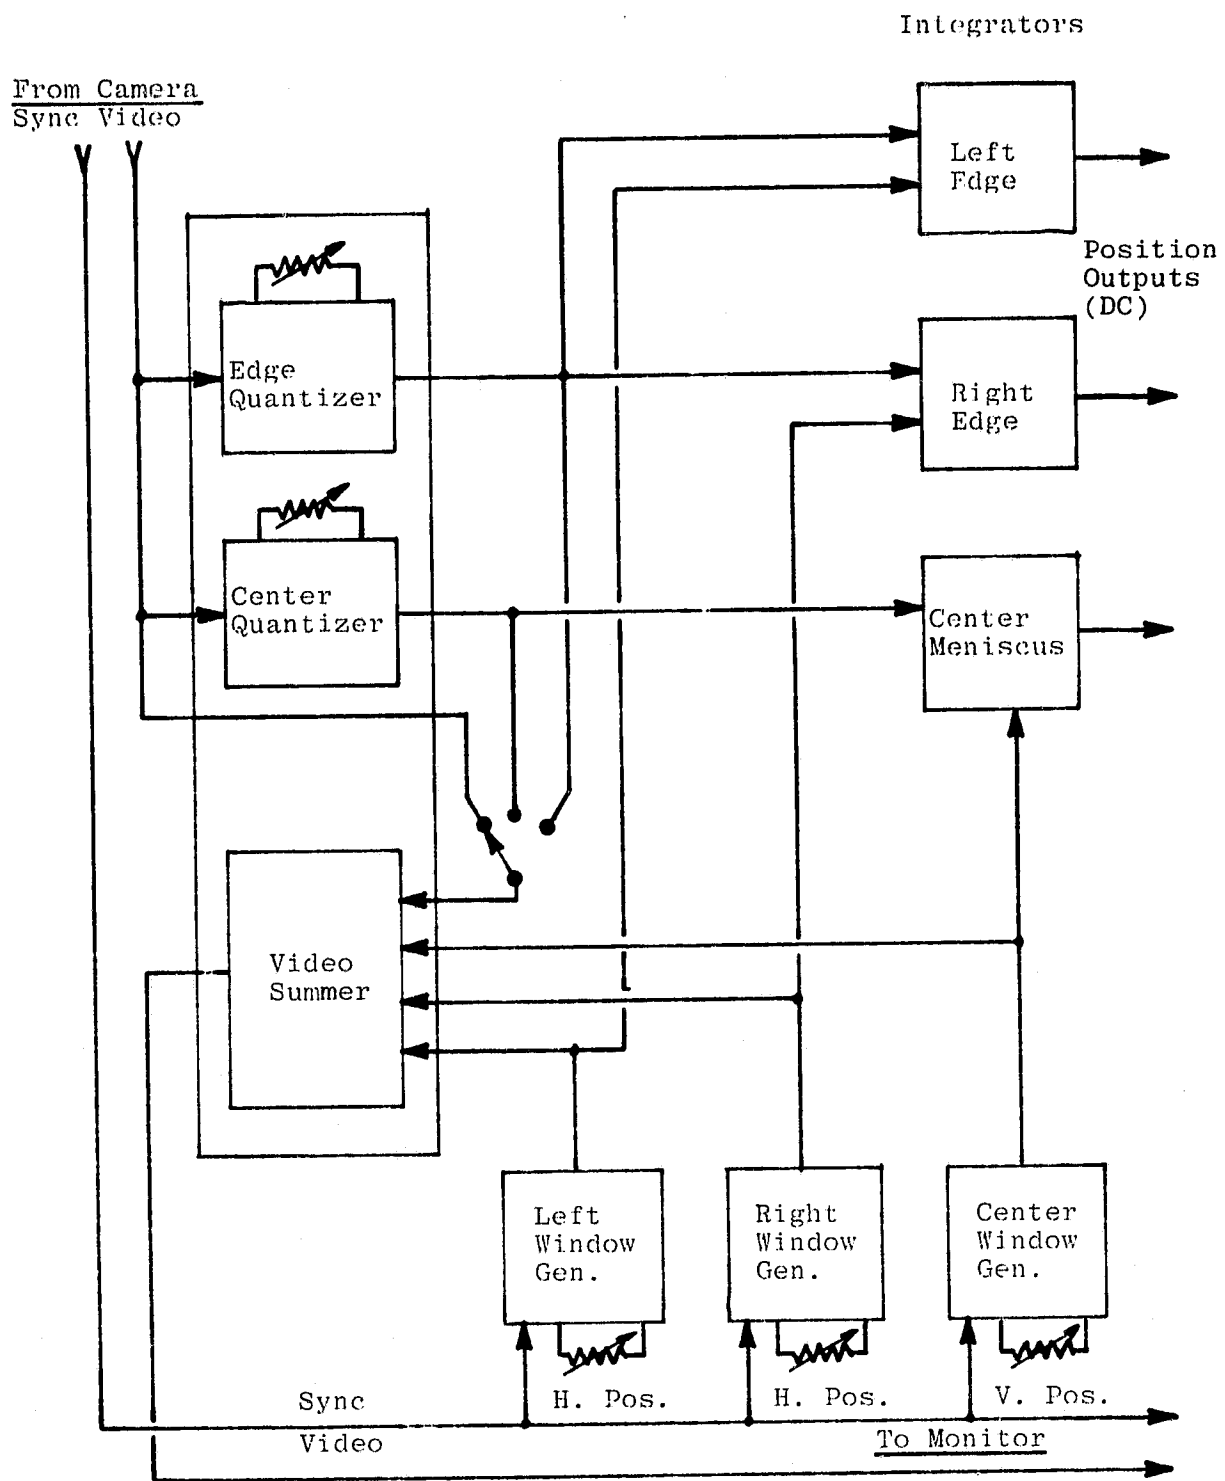 Integrators
From Camera
Sync Video
Left
Edge
Position
Outputs
(DC)
Edge
Quantizer
Right
Edge
Center
Quantizer
Center
Meniscus
Video
Summer
Left
Window
Gen.
Right
Window
Gen.
Center
Window
Gen.
Sync
H. Pos.
H. Pos.
V. Pos.
Video
To Monitor